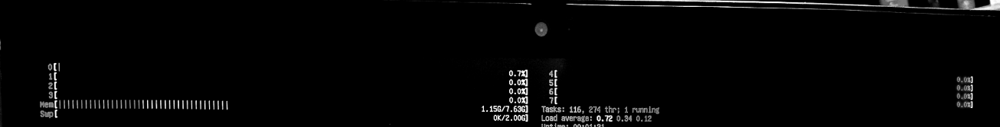 0[| 0.7%] 4[ 0.0%]
1[ 0.0%] 5[ 0.0%]
2[ 0.0%] 6[ 0.0%]
3[ 0.0%] 7[ 0.0%]
Mem[||||||||||||||||||||||||||||||||||||| 1.15G/7.63G] Tasks: 116, 274 thr; 1 running
Swp[ 0K/2.00G] Load average: 0.72 0.34 0.12